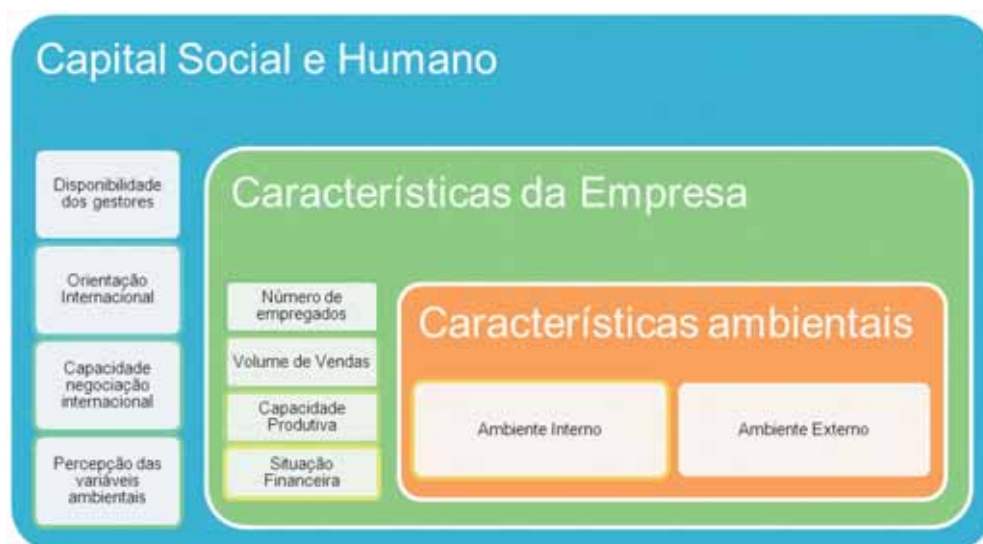 Capital Social e Humano
Disponibilidade
dos gestores
Orientação
Internacional
Capacidade
negociação
internacional
Percepção das
variáveis
ambientais
Características da Empresa
Número de
empregados
Volume de Vendas
Capacidade
Produtiva
Situação
Financeira
Características ambientais
Ambiente Interno
Ambiente Externo